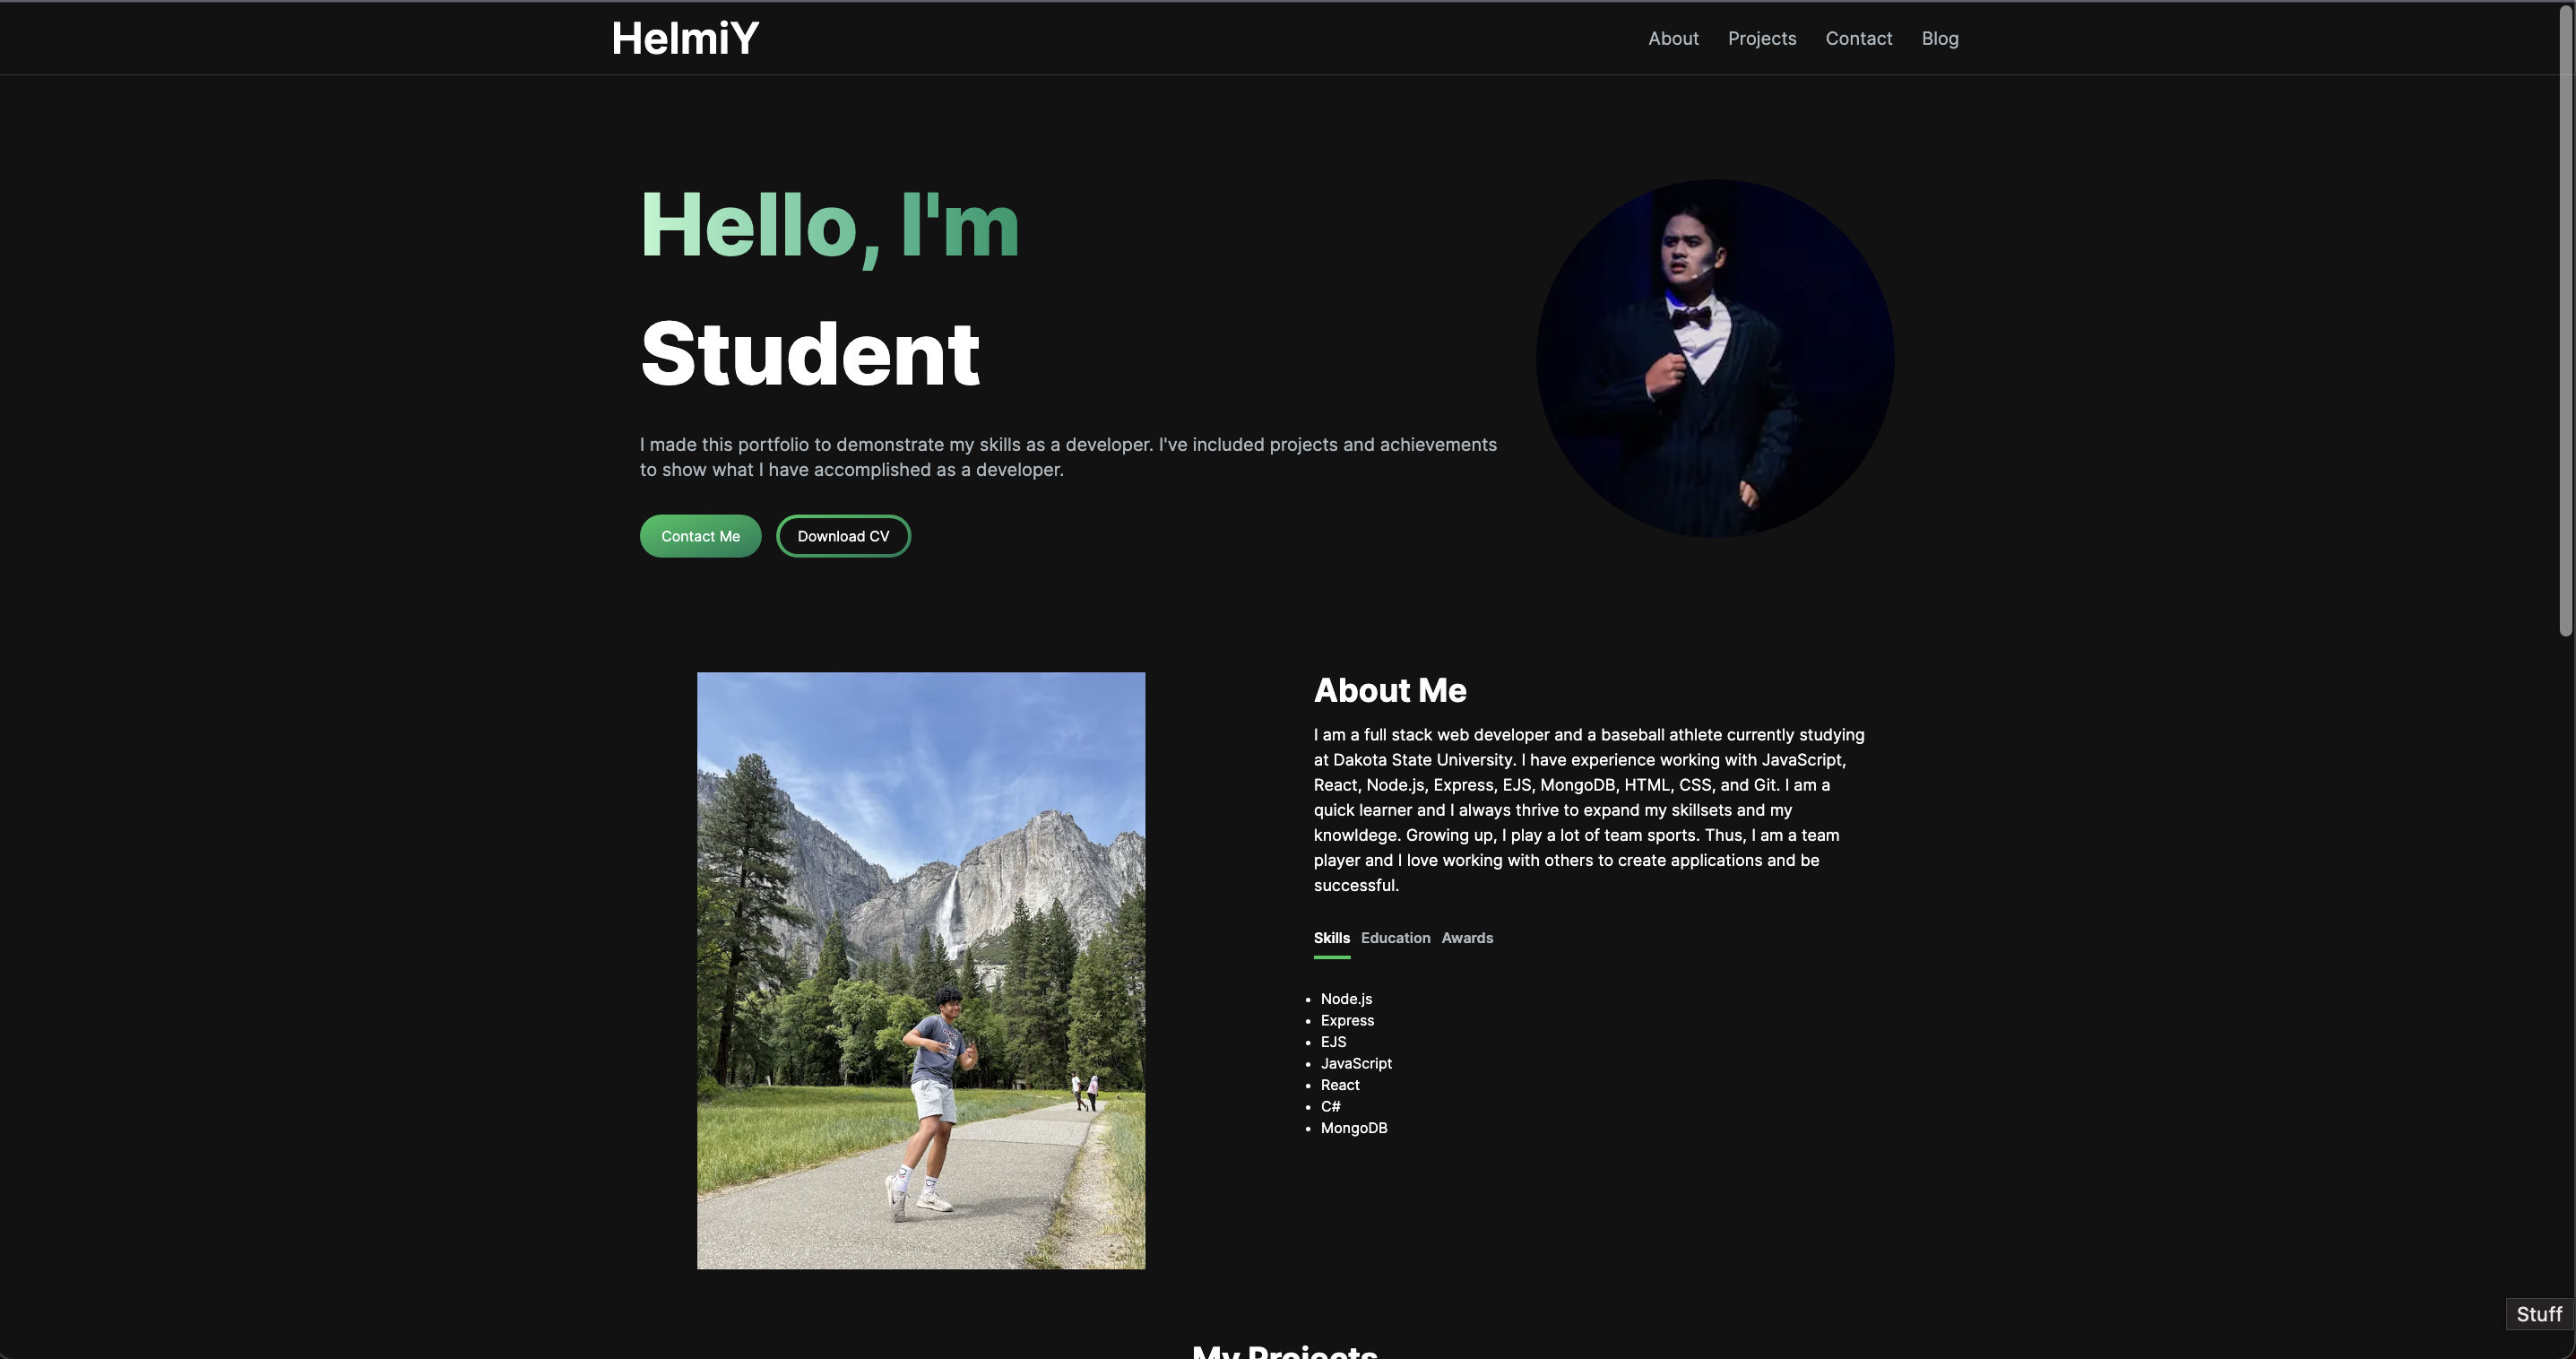 HelmiY
About Projects Contact Blog
Hello, I'm
Student
I made this portfolio to demonstrate my skills as a developer. I've included projects and achievements
to show what I have accomplished as a developer.
Contact Me Download CV
About Me
I am a full stack web developer and a baseball athlete currently studying
at Dakota State University. I have experience working with JavaScript,
React, Node.js, Express, EJS, MongoDB, HTML, CSS, and Git. I am a
quick learner and I always thrive to expand my skillsets and my
knowldege. Growing up, I play a lot of team sports. Thus, I am a team
player and I love working with others to create applications and be
successful.
Skills Education Awards
• Node.js
• Express
• EJS
• JavaScript
• React
• C#
• MongoDB
Stuff
My Projects